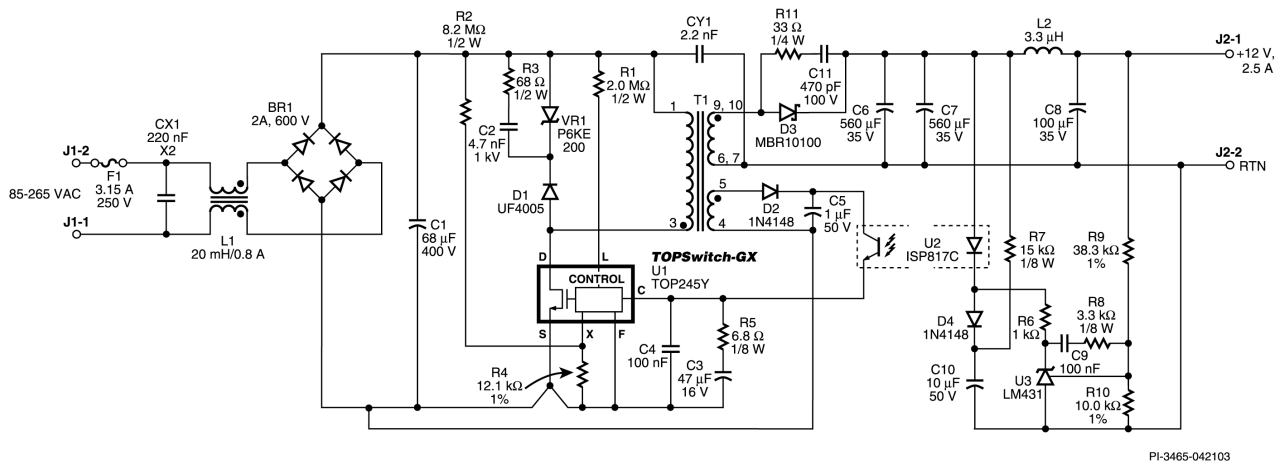 R2
8.2 MΩ
1/2 W
CY1
2.2 nF
R11
33 Ω
1/4 W
L2
3.3 µH
J2-1
+12 V,
2.5 A
R3
68 Ω
1/2 W
R1
2.0 MΩ
1/2 W
C11
470 pF
100 V
BR1
2A, 600 V
CX1
220 nF
X2
VR1
P6KE
200
C2
4.7 nF
1 kV
1
T1
9, 10
D3
MBR10100
C6
560 µF
35 V
C7
560 µF
35 V
C8
100 µF
35 V
J1-2
F1
3.15 A
250 V
85-265 VAC
J1-1
L1
20 mH/0.8 A
6, 7
J2-2
RTN
D1
UF4005
5
D2
1N4148
C5
1 µF
50 V
3
4
C1
68 µF
400 V
U2
ISP817C
R7
15 kΩ
1/8 W
R9
38.3 kΩ
1%
TOPSwitch-GX
U1
TOP245Y
D
L
CONTROL
C
S
X
F
R5
6.8 Ω
1/8 W
C4
100 nF
C3
47 µF
16 V
R4
12.1 kΩ
1%
D4
1N4148
R6
1 kΩ
R8
3.3 kΩ
1/8 W
C9
100 nF
C10
10 µF
50 V
U3
LM431
R10
10.0 kΩ
1%
PI-3465-042103